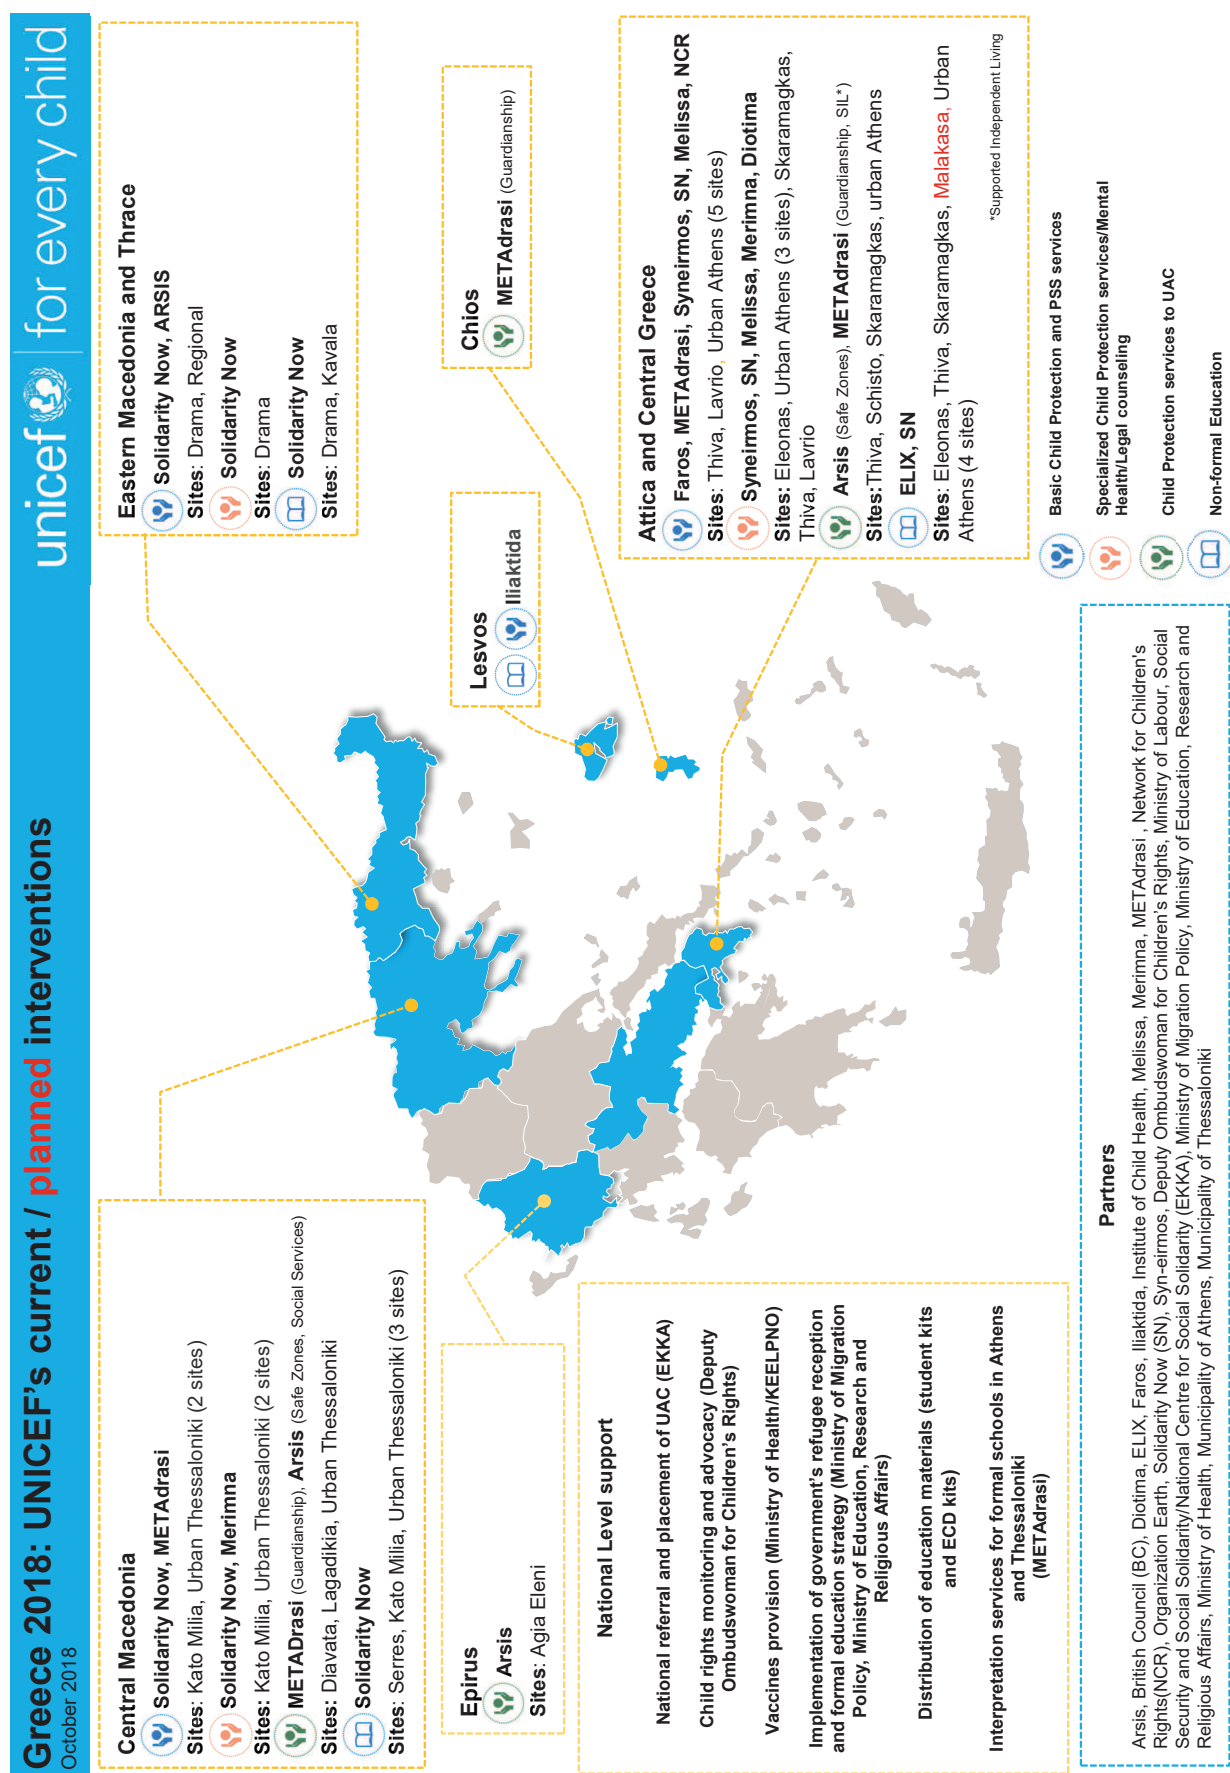 Greece 2018: UNICEF’s current / planned interventions
October 2018
unicef | for every child
Central Macedonia
Solidarity Now, METAdrasi
Sites: Kato Milia, Urban Thessaloniki (2 sites)
Solidarity Now, Merimna
Sites: Kato Milia, Urban Thessaloniki (2 sites)
METADrasi (Guardianship), Arsis (Safe Zones, Social Services)
Sites: Diavata, Lagadikia, Urban Thessaloniki
Solidarity Now
Sites: Serres, Kato Milia, Urban Thessaloniki (3 sites)
Eastern Macedonia and Thrace
Solidarity Now, ARSIS
Sites: Drama, Regional
Solidarity Now
Sites: Drama
Solidarity Now
Sites: Drama, Kavala
Epirus
Arsis
Sites: Agia Eleni
Lesvos
Iliaktida
Chios
METAdrasi (Guardianship)
National Level support
National referral and placement of UAC (EKKA)
Child rights monitoring and advocacy (Deputy
Ombudswoman for Children’s Rights)
Vaccines provision (Ministry of Health/KEELPNO)
Implementation of government’s refugee reception
and formal education strategy (Ministry of Migration
Policy, Ministry of Education, Research and
Religious Affairs)
Distribution of education materials (student kits
and ECD kits)
Interpretation services for formal schools in Athens
and Thessaloniki
(METAdrasi)
Attica and Central Greece
Faros, METAdrasi, Syneirmos, SN, Melissa, NCR
Sites: Thiva, Lavrio, Urban Athens (5 sites)
Syneirmos, SN, Melissa, Merimna, Diotima
Sites: Eleonas, Urban Athens (3 sites), Skaramagkas,
Thiva, Lavrio
Arsis (Safe Zones), METAdrasi (Guardianship, SIL*)
Sites:Thiva, Schisto, Skaramagkas, urban Athens
ELIX, SN
Sites: Eleonas, Thiva, Skaramagkas, Malakasa, Urban
Athens (4 sites)
*Supported Independent Living
Basic Child Protection and PSS services
Specialized Child Protection services/Mental
Health/Legal counseling
Child Protection services to UAC
Non-formal Education
Partners
Arsis, British Council (BC), Diotima, ELIX, Faros, Iliaktida, Institute of Child Health, Melissa, Merimna, METAdrasi , Network for Children's
Rights(NCR), Organization Earth, Solidarity Now (SN), Syn-eirmos, Deputy Ombudswoman for Children’s Rights, Ministry of Labour, Social
Security and Social Solidarity/National Centre for Social Solidarity (EKKA), Ministry of Migration Policy, Ministry of Education, Research and
Religious Affairs, Ministry of Health, Municipality of Athens, Municipality of Thessaloniki